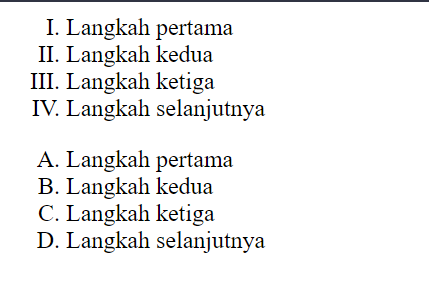 I. Langkah pertama
II. Langkah kedua
III. Langkah ketiga
IV. Langkah selanjutnya
A. Langkah pertama
B. Langkah kedua
C. Langkah ketiga
D. Langkah selanjutnya